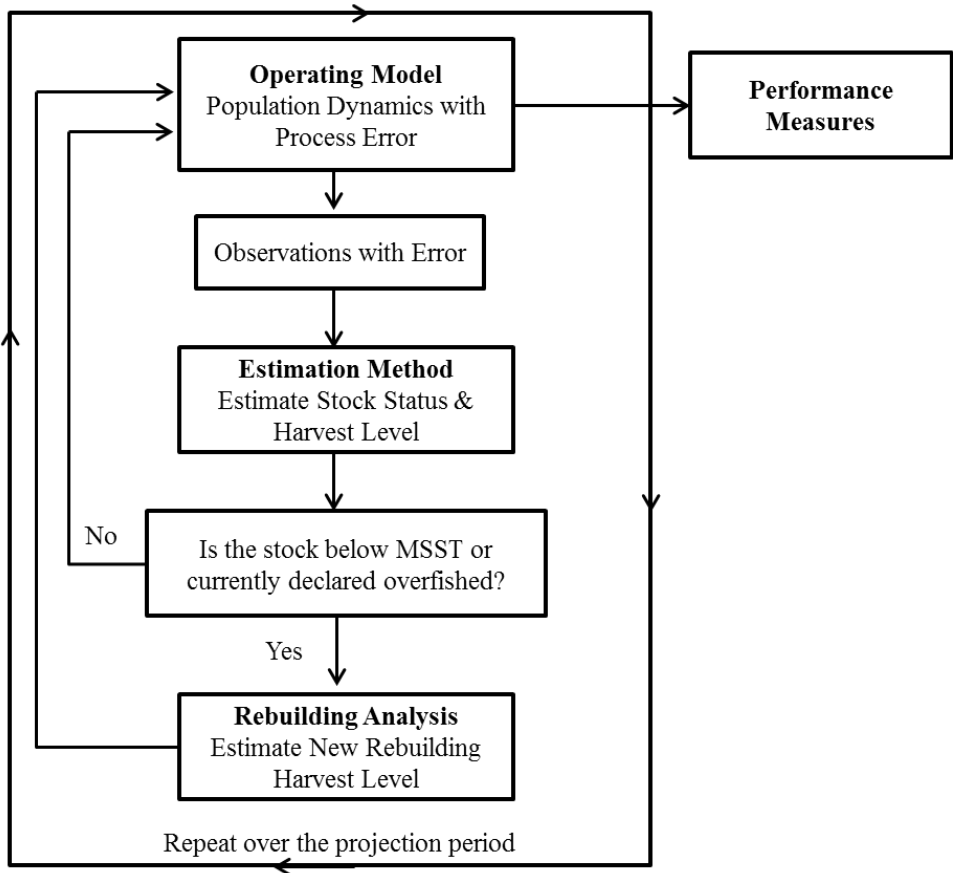 Operating Model
Population Dynamics with
Process Error
Performance
Measures
Observations with Error
Estimation Method
Estimate Stock Status &
Harvest Level
No
Is the stock below MSST or
currently declared overfished?
Yes
Rebuilding Analysis
Estimate New Rebuilding
Harvest Level
Repeat over the projection period